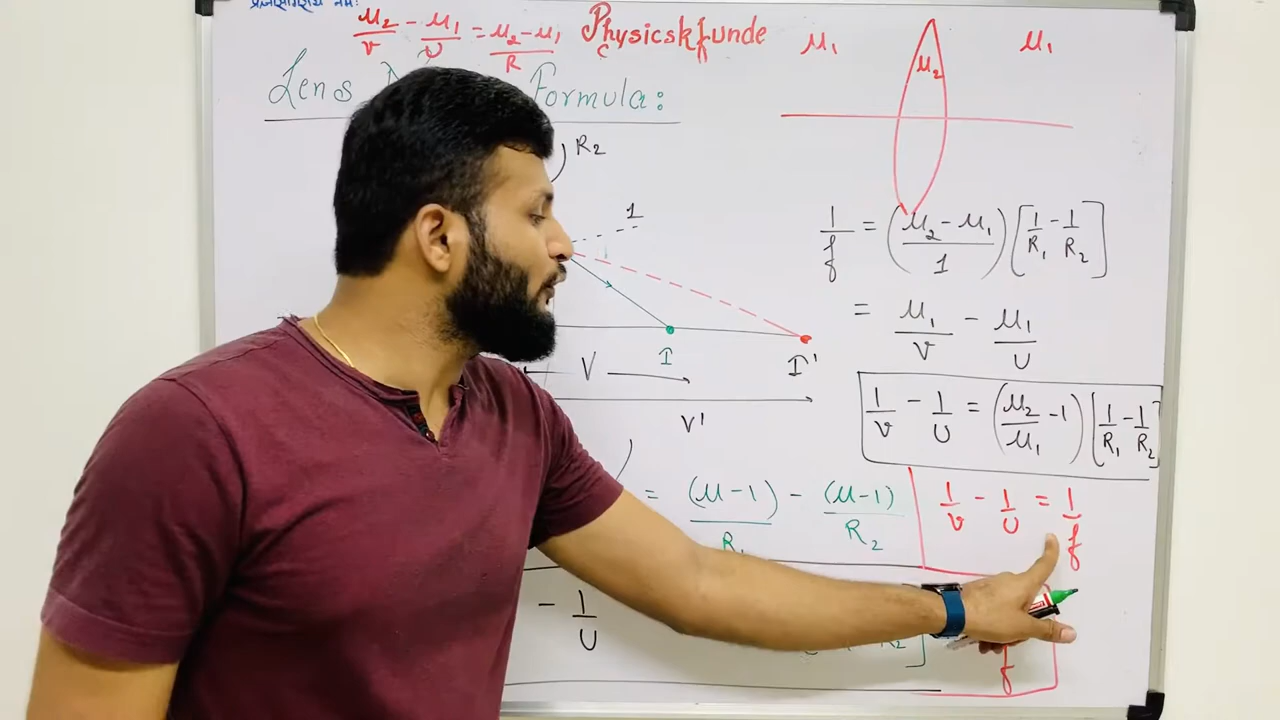 μ₂/v - μ₁/u = μ₂-μ₁/R
Physicskfunde
Lens
Formula:
R₂
1
I
I'
V
V'
= (μ-1)/R₁ - (μ-1)/R₂
- 1/u
μ₁ μ₂ μ₁
1/f = (μ₂-μ₁/1)[1/R₁ - 1/R₂]
= μ₁/v - μ₁/u
1/v - 1/u = (μ₂/μ₁ - 1)[1/R₁ - 1/R₂]
1/v - 1/u = 1/f
R₂]
f